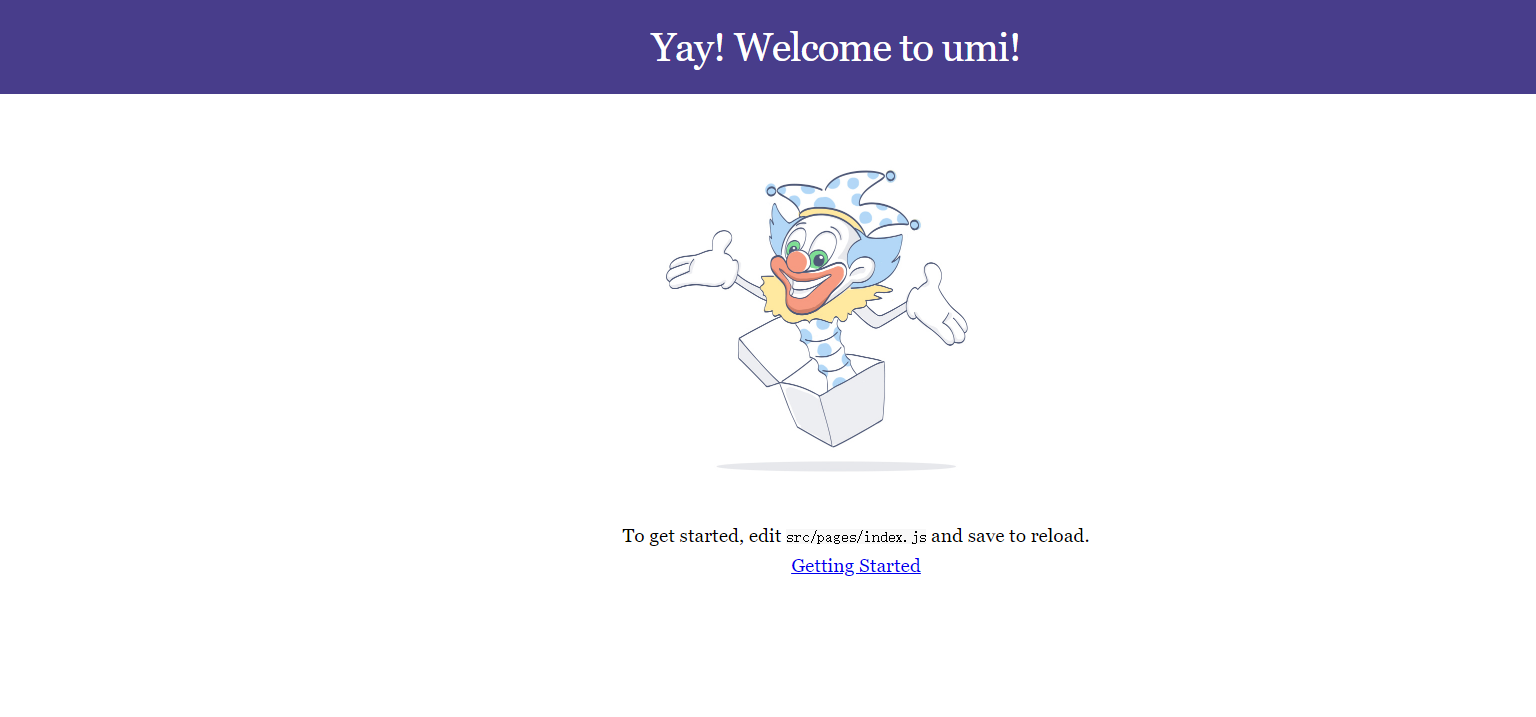 Yay! Welcome to umi!
To get started, edit src/pages/index.js and save to reload.
Getting Started